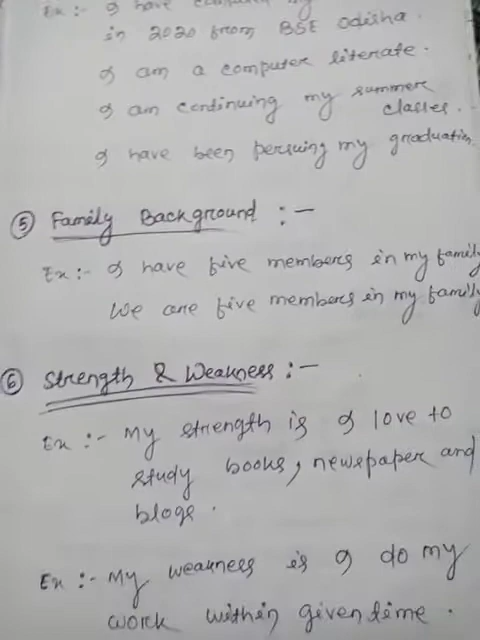 Ex :- I have
in 2020 from BSE odisha.
I am a computer literate.
I am continuing my summer
classes.
I have been persuing my graduation
⑤ Family Background :-
Ex :- I have five members in my family
We are five members in my family
⑥ Strength & Weakness :-
Ex :- My strength is I love to
study books, newspaper and
blogs.
Ex :- My weakness is I do my
work within given time.